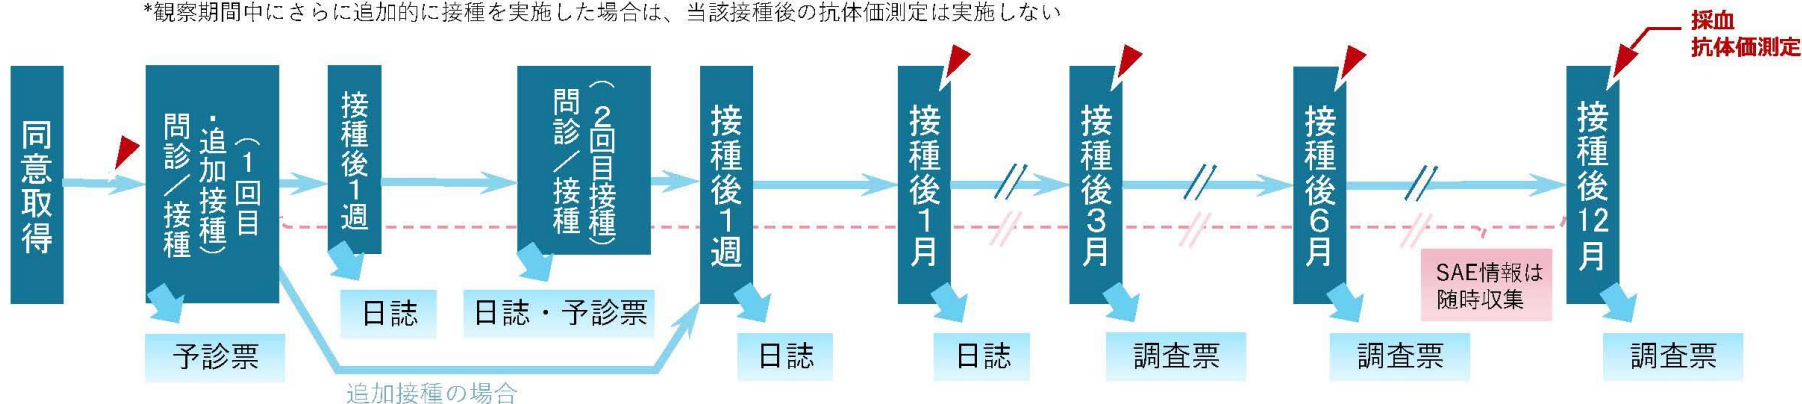 *観察期間中にさらに追加的に接種を実施した場合は、当該接種後の抗体価測定は実施しない
採血
抗体価測定
同意取得
(1回目
・追加接種)
問診/接種
接種後1週
(2回目接種)
問診/接種
接種後1週
接種後1月
接種後3月
接種後6月
接種後12月
SAE情報は
随時収集
予診票
日誌
日誌・予診票
日誌
日誌
調査票
調査票
調査票
追加接種の場合